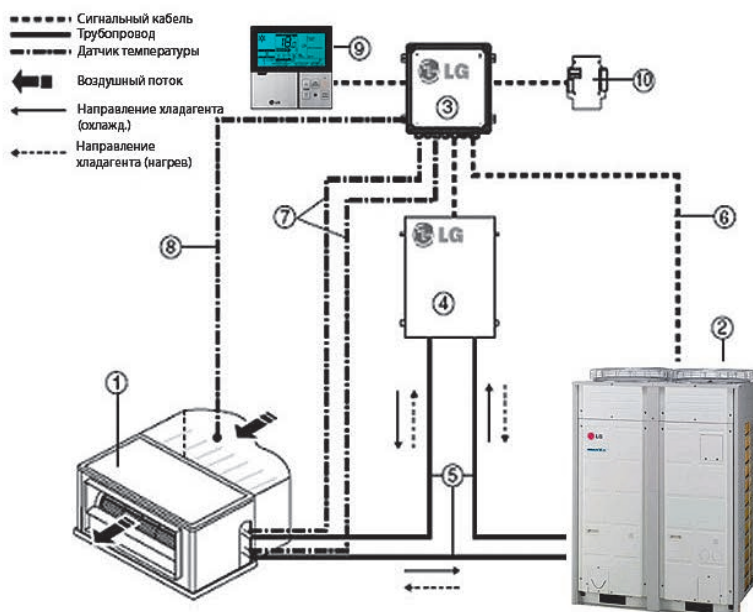 Сигнальный кабель
Трубопровод
Датчик температуры
Воздушный поток
Направление хладагента
(охлажд.)
Направление
хладагента (нагрев)
9
LG
3
10
7
6
8
LG
4
2
1
LG
5